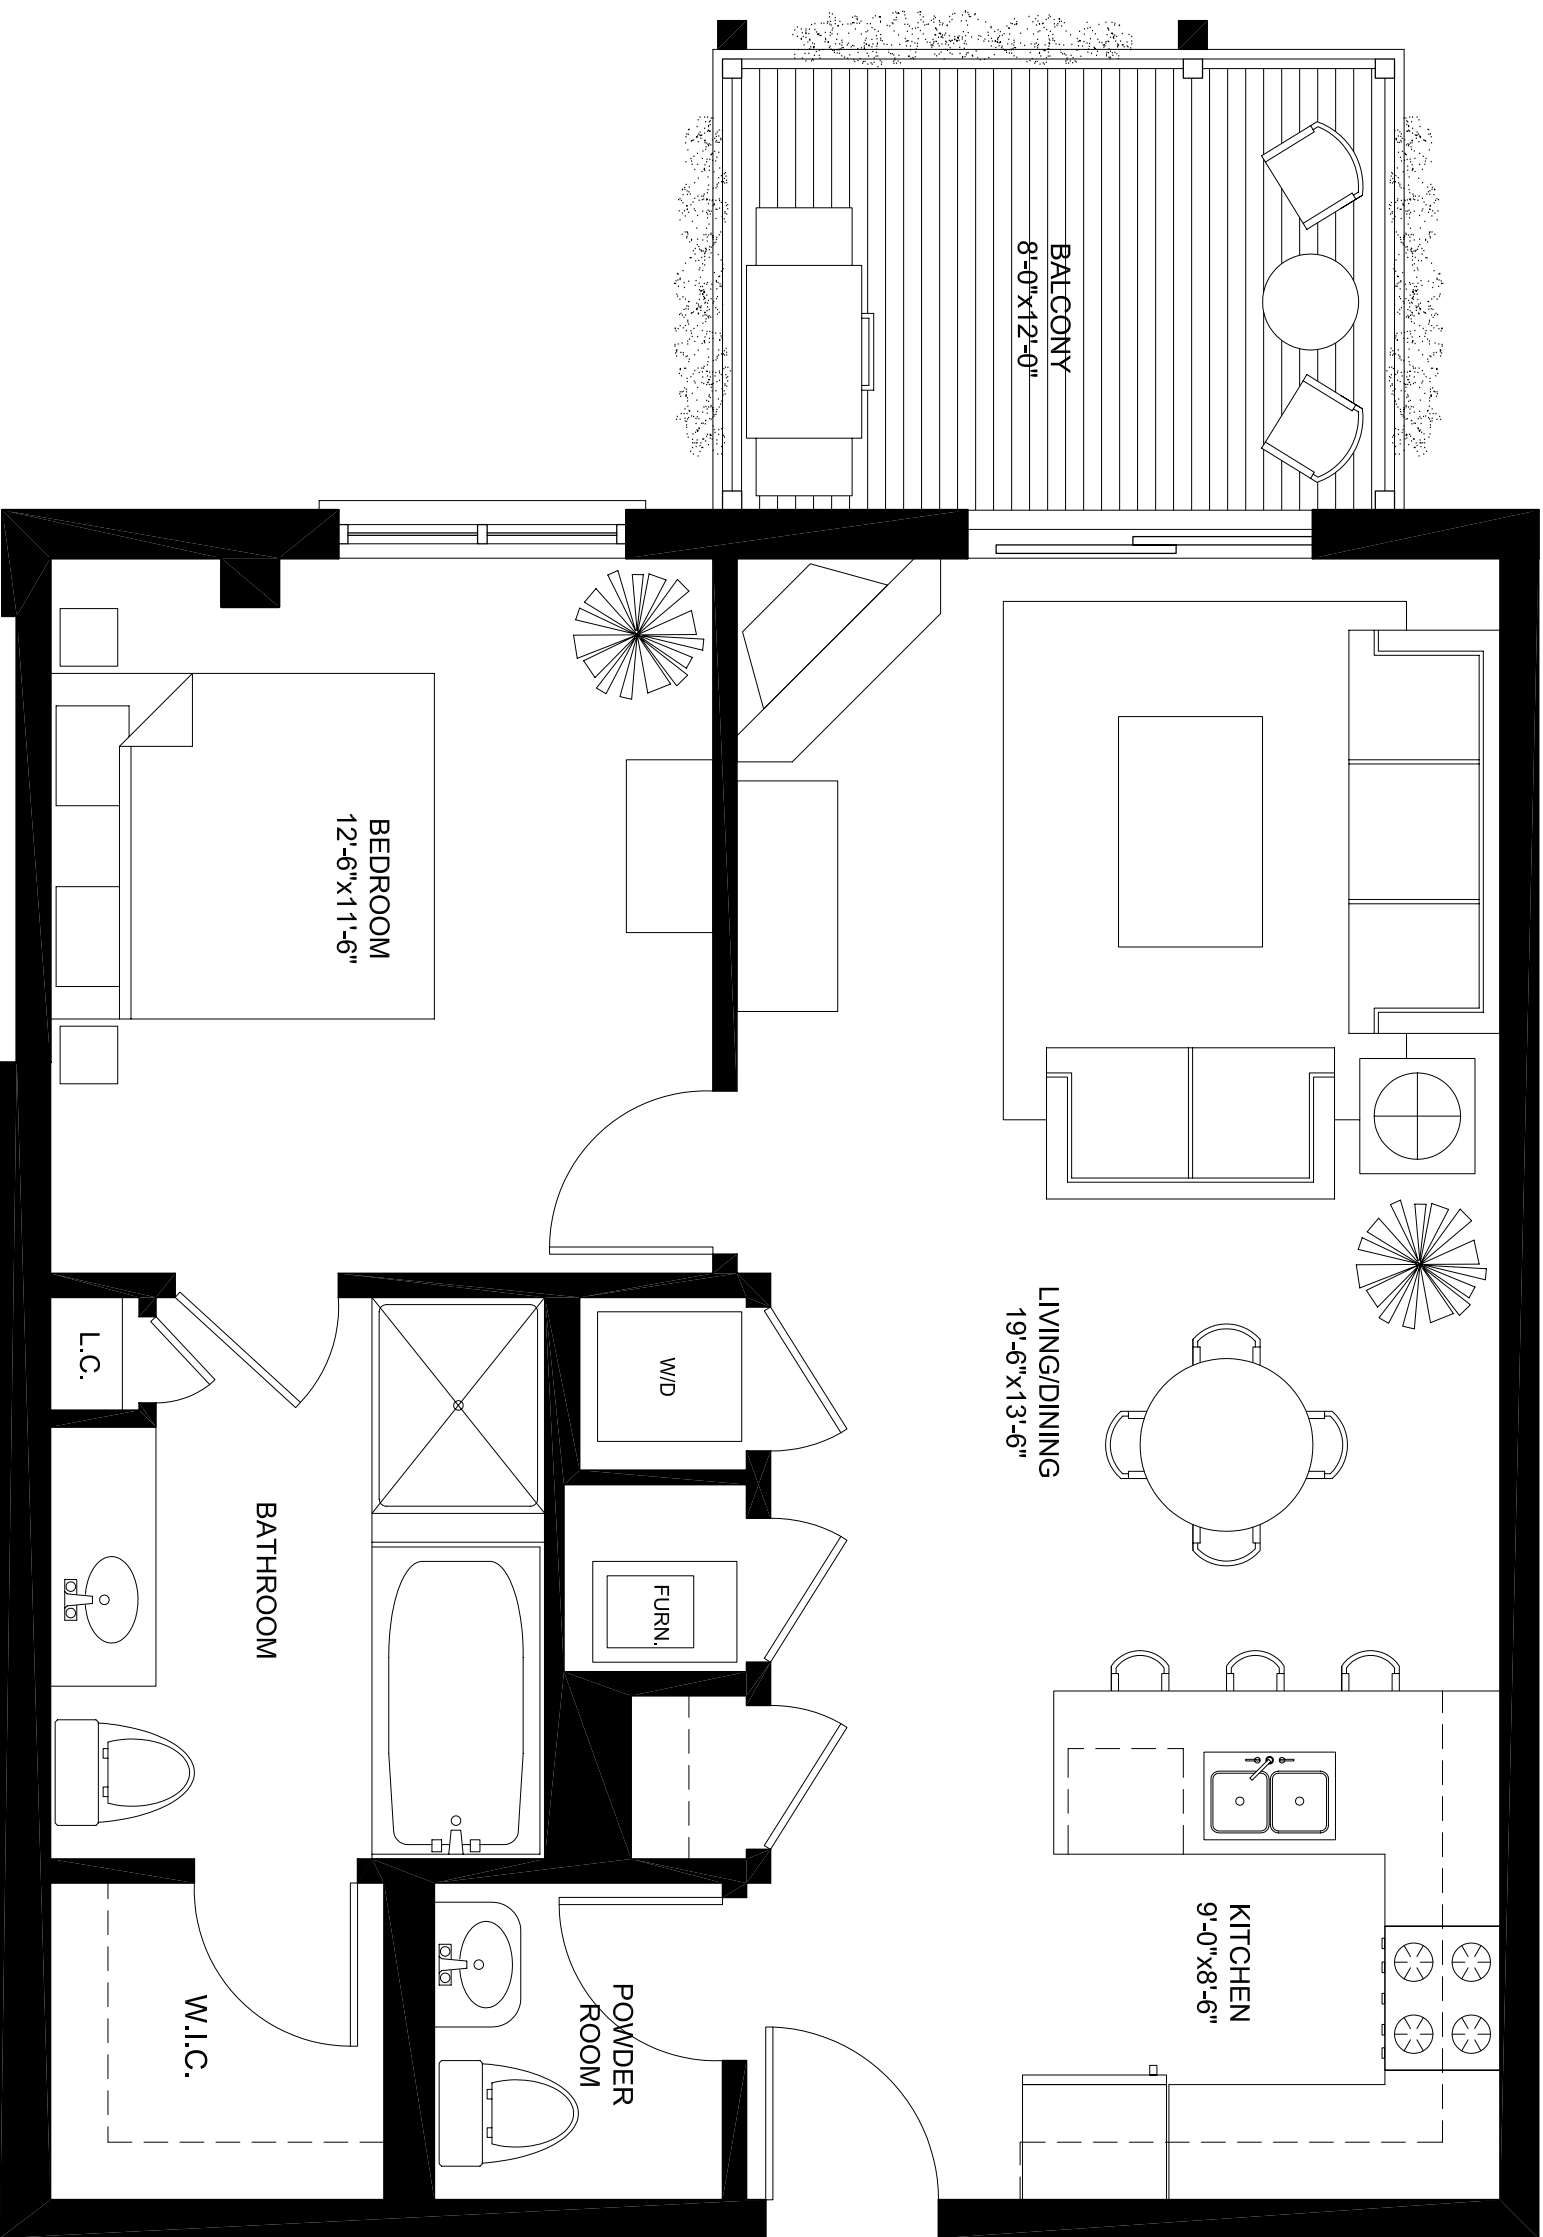 BALCONY
8'-0"x12'-0"
BEDROOM
12'-6"x11'-6"
LIVING/DINING
19'-6"x13'-6"
L.C.
W/D
BATHROOM
FURN.
KITCHEN
9'-0"x8'-6"
POWDER
ROOM
W.I.C.